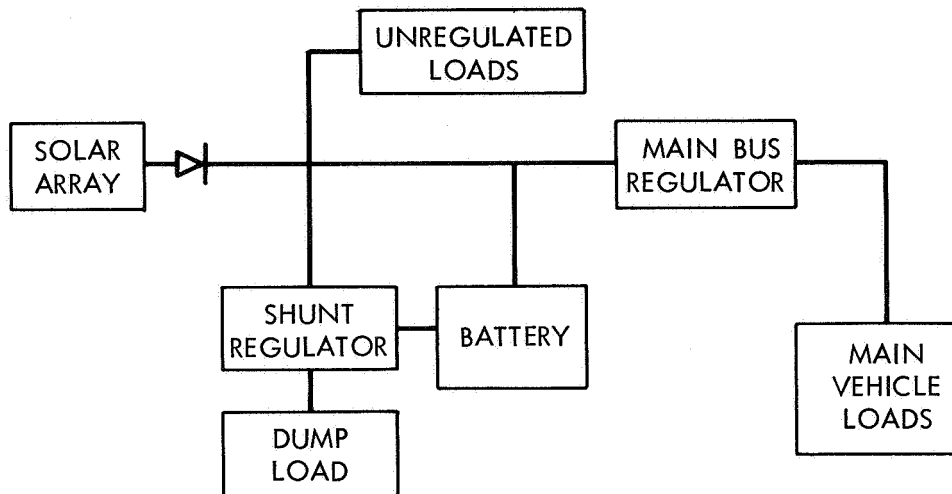 UNREGULATED
LOADS
SOLAR
ARRAY
MAIN BUS
REGULATOR
SHUNT
REGULATOR
BATTERY
MAIN
VEHICLE
LOADS
DUMP
LOAD